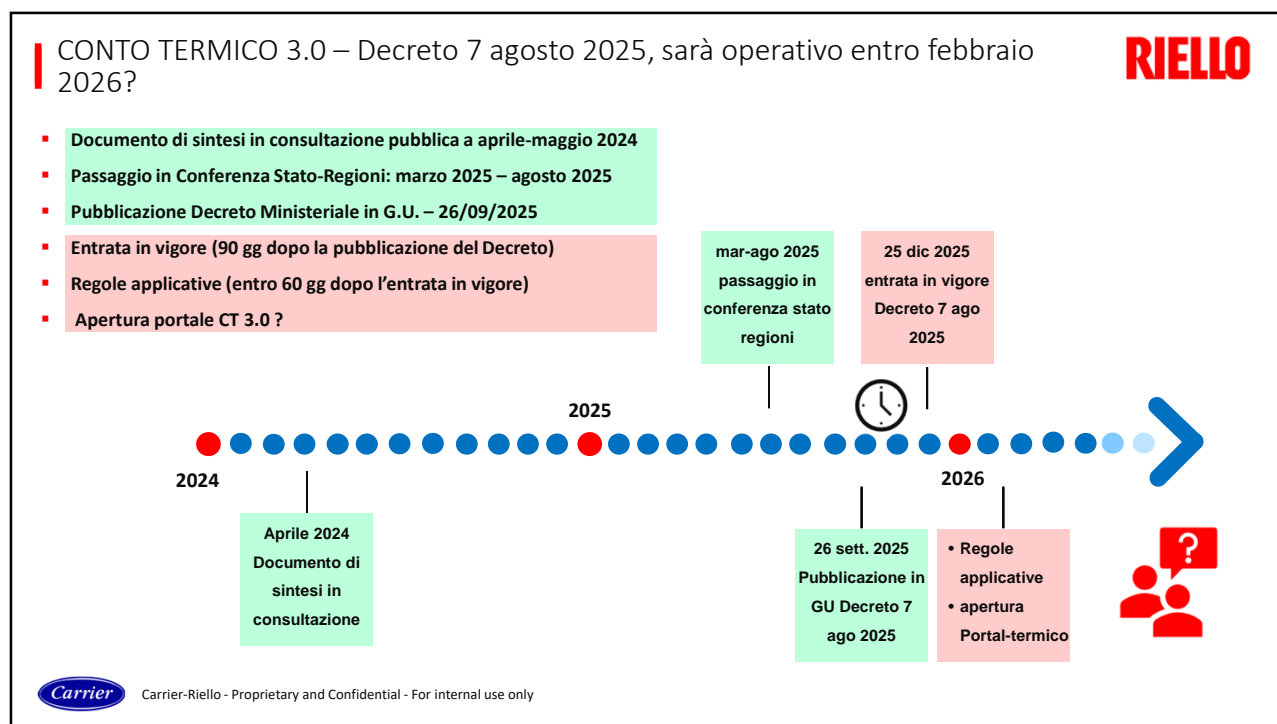 CONTO TERMICO 3.0 – Decreto 7 agosto 2025, sarà operativo entro febbraio
2026?
RIELLO
▪ Documento di sintesi in consultazione pubblica a aprile-maggio 2024
▪ Passaggio in Conferenza Stato-Regioni: marzo 2025 – agosto 2025
▪ Pubblicazione Decreto Ministeriale in G.U. – 26/09/2025
▪ Entrata in vigore (90 gg dopo la pubblicazione del Decreto)
▪ Regole applicative (entro 60 gg dopo l'entrata in vigore)
▪ Apertura portale CT 3.0 ?
mar-ago 2025
passaggio in
conferenza stato
regioni
25 dic 2025
entrata in vigore
Decreto 7 ago
2025
2025
2024
2026
Aprile 2024
Documento di
sintesi in
consultazione
26 sett. 2025
Pubblicazione in
GU Decreto 7
ago 2025
• Regole
applicative
• apertura
Portal-termico
?
Carrier
Carrier-Riello - Proprietary and Confidential - For internal use only